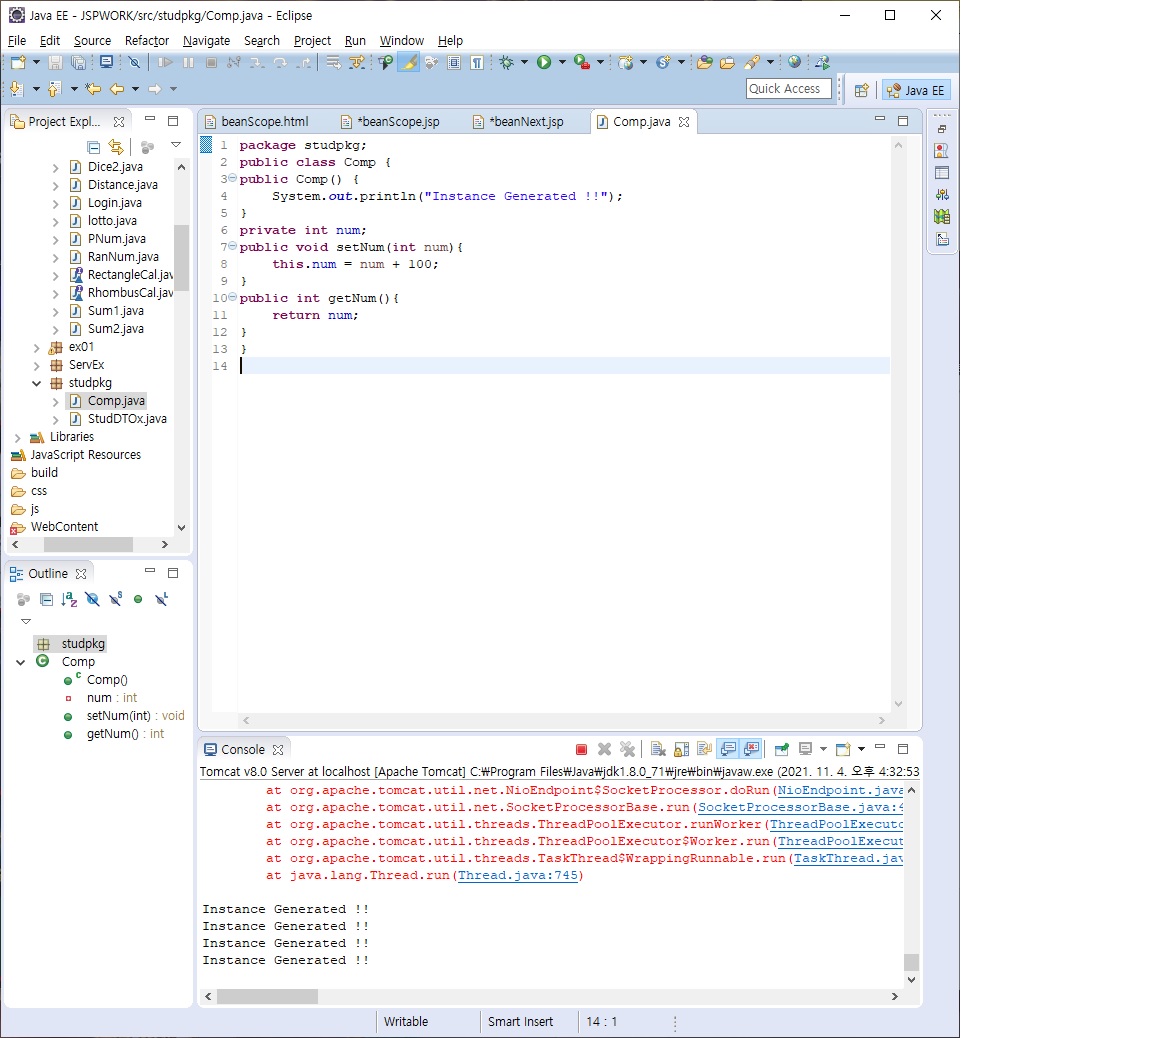 Java EE - JSPWORK/src/studpkg/Comp.java - Eclipse
File Edit Source Refactor Navigate Search Project Run Window Help
Quick Access
Java EE
Project Expl...
Dice2.java
Distance.java
Login.java
lotto.java
PNum.java
RanNum.java
RectangleCal.jav
RhombusCal.jav
Sum1.java
Sum2.java
ex01
ServEx
studpkg
Comp.java
StudDTOx.java
Libraries
JavaScript Resources
build
css
js
WebContent
Outline
studpkg
Comp
Comp()
num : int
setNum(int) : void
getNum() : int
beanScope.html *beanScope.jsp *beanNext.jsp Comp.java
1 package studpkg;
2 public class Comp {
3 public Comp() {
4 System.out.println("Instance Generated !!");
5 }
6 private int num;
7 public void setNum(int num){
8 this.num = num + 100;
9 }
10 public int getNum(){
11 return num;
12 }
13 }
14
Console
Tomcat v8.0 Server at localhost [Apache Tomcat] C:₩Program Files₩Java₩jdk1.8.0_71₩jre₩bin₩javaw.exe (2021. 11. 4. 오후 4:32:53
at org.apache.tomcat.util.net.NioEndpoint$SocketProcessor.doRun(NioEndpoint.java
at org.apache.tomcat.util.net.SocketProcessorBase.run(SocketProcessorBase.java:4
at org.apache.tomcat.util.threads.ThreadPoolExecutor.runWorker(ThreadPoolExecuto
at org.apache.tomcat.util.threads.ThreadPoolExecutor$Worker.run(ThreadPoolExecut
at org.apache.tomcat.util.threads.TaskThread$WrappingRunnable.run(TaskThread.jav
at java.lang.Thread.run(Thread.java:745)
Instance Generated !!
Instance Generated !!
Instance Generated !!
Instance Generated !!
Writable Smart Insert 14 : 1